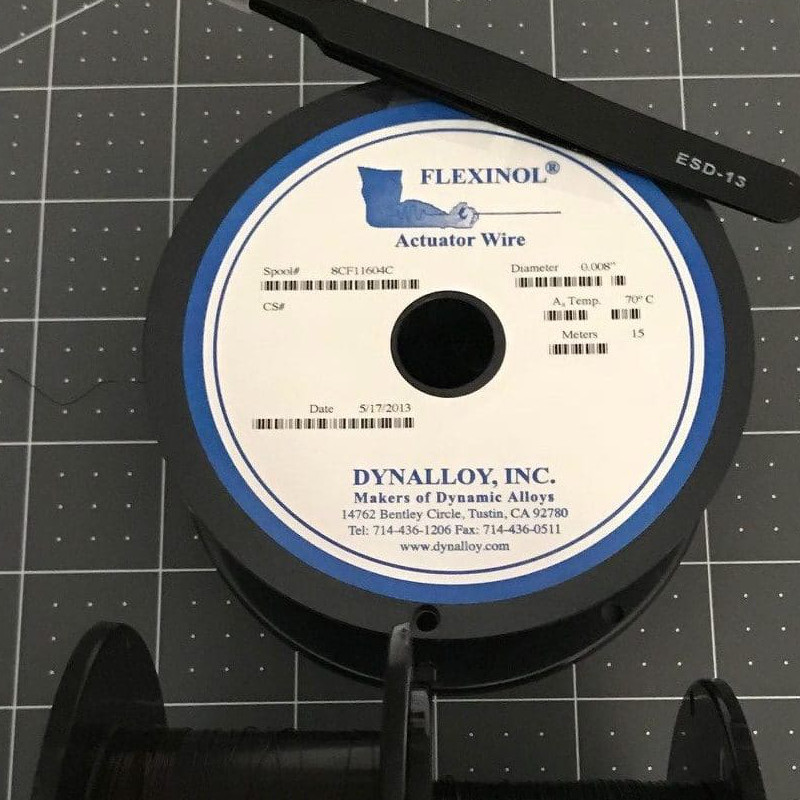 ESD-13
FLEXINOL®
Actuator Wire
Spool# 8CF11604C
Diameter 0.008"
CS#
As Temp. 70° C
Meters 15
Date 5/17/2013
DYNALLOY, INC.
Makers of Dynamic Alloys
14762 Bentley Circle, Tustin, CA 92780
Tel: 714-436-1206 Fax: 714-436-0511
www.dynalloy.com